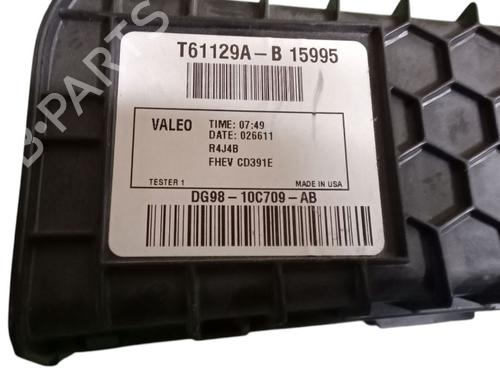 T61129A-B 15995
VALEO
TIME: 07:49
DATE: 026611
R4J4B
FHEV CD391E
TESTER 1
MADE IN USA
DG98-10C709-AB
B-PARTS